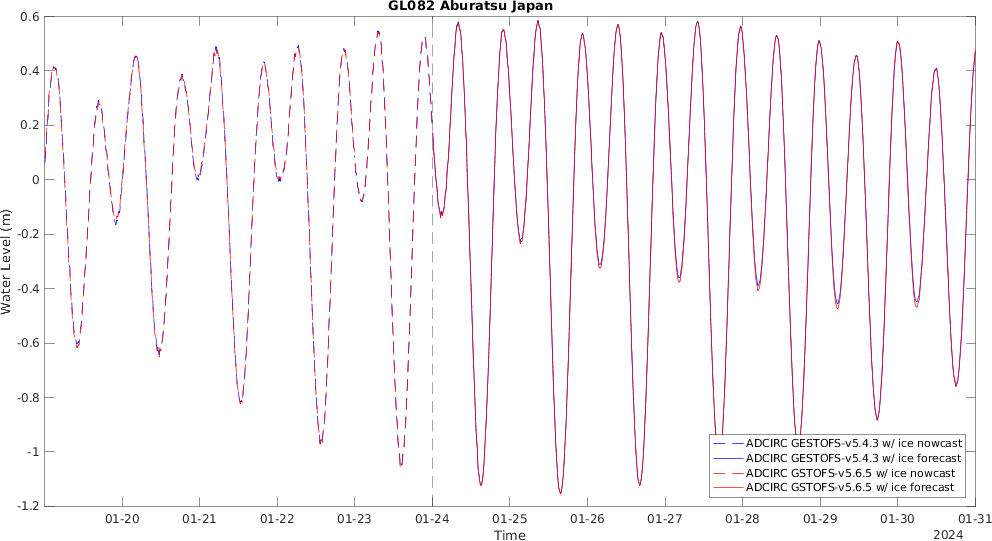 GL082 Aburatsu Japan
0.6
0.4
0.2
0
-0.2
-0.4
-0.6
-0.8
-1
-1.2
Water Level (m)
ADCIRC GESTOFS-v5.4.3 w/ ice nowcast
ADCIRC GESTOFS-v5.4.3 w/ ice forecast
ADCIRC GSTOFS-v5.6.5 w/ ice nowcast
ADCIRC GSTOFS-v5.6.5 w/ ice forecast
01-20 01-21 01-22 01-23 01-24 01-25 01-26 01-27 01-28 01-29 01-30 01-31
Time
2024